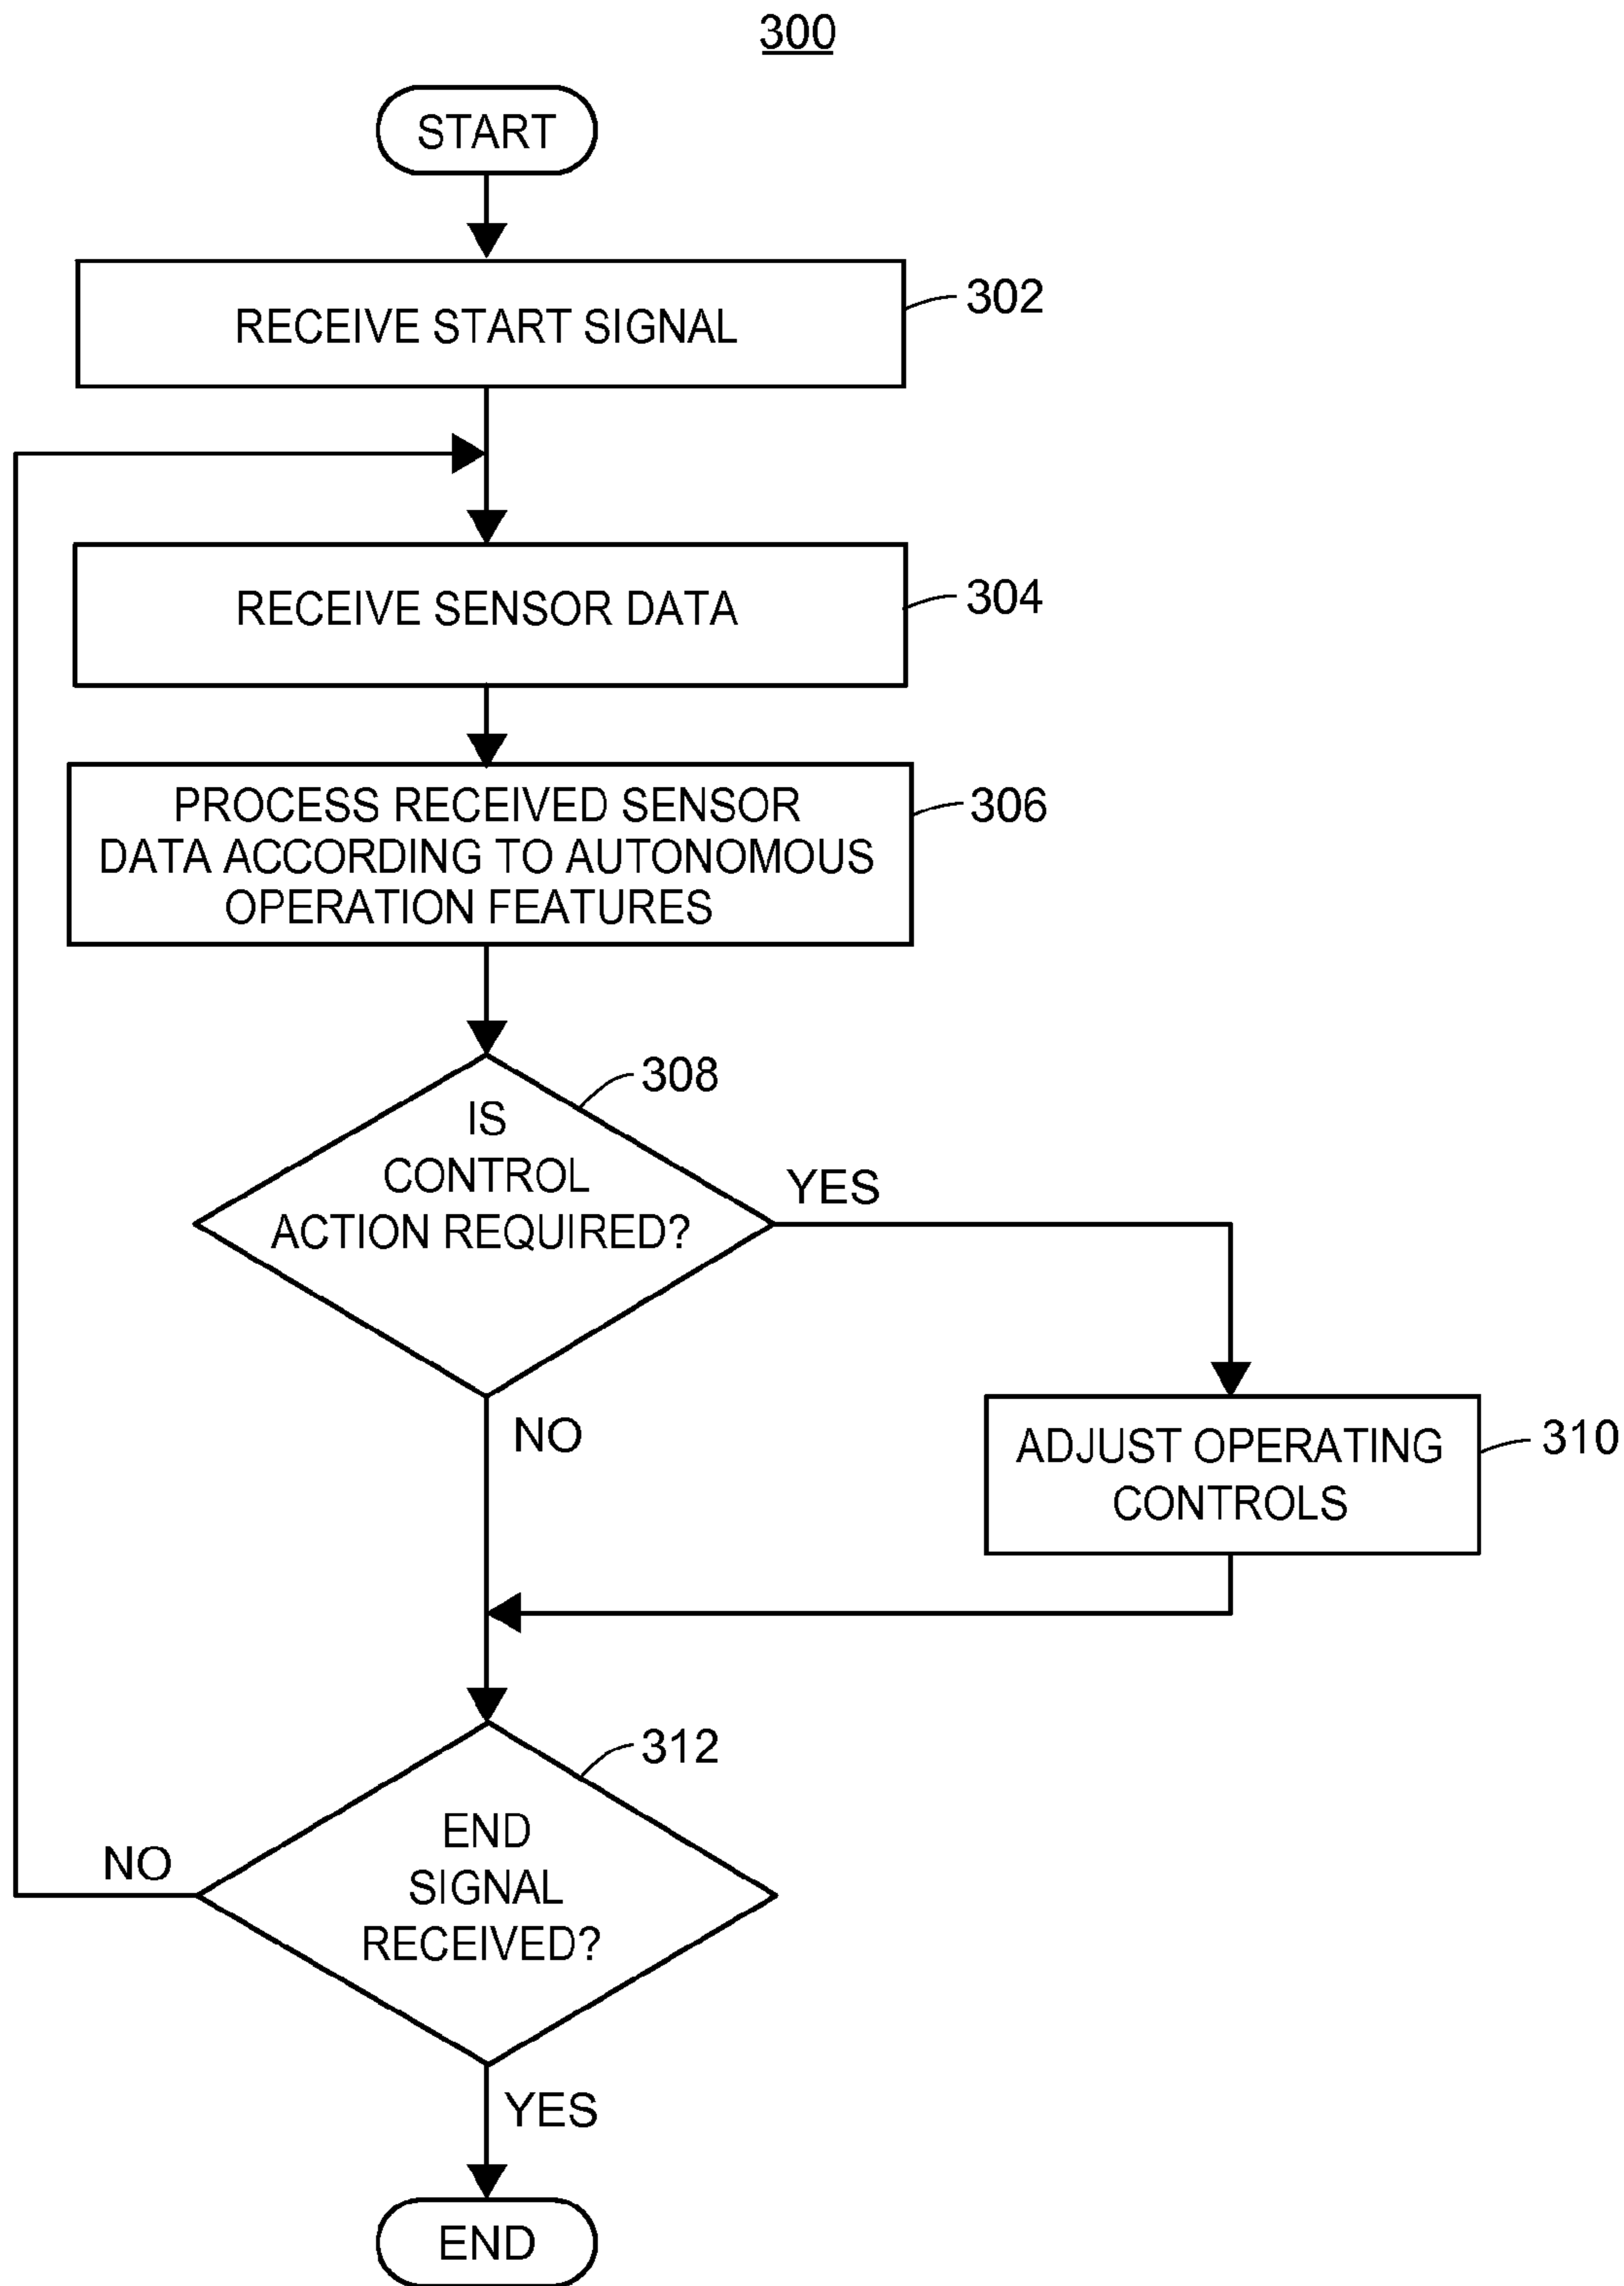 300
START
RECEIVE START SIGNAL
302
RECEIVE SENSOR DATA
304
PROCESS RECEIVED SENSOR
DATA ACCORDING TO AUTONOMOUS
OPERATION FEATURES
306
308
IS
CONTROL
ACTION REQUIRED?
YES
NO
ADJUST OPERATING
CONTROLS
310
312
END
SIGNAL
RECEIVED?
NO
YES
END